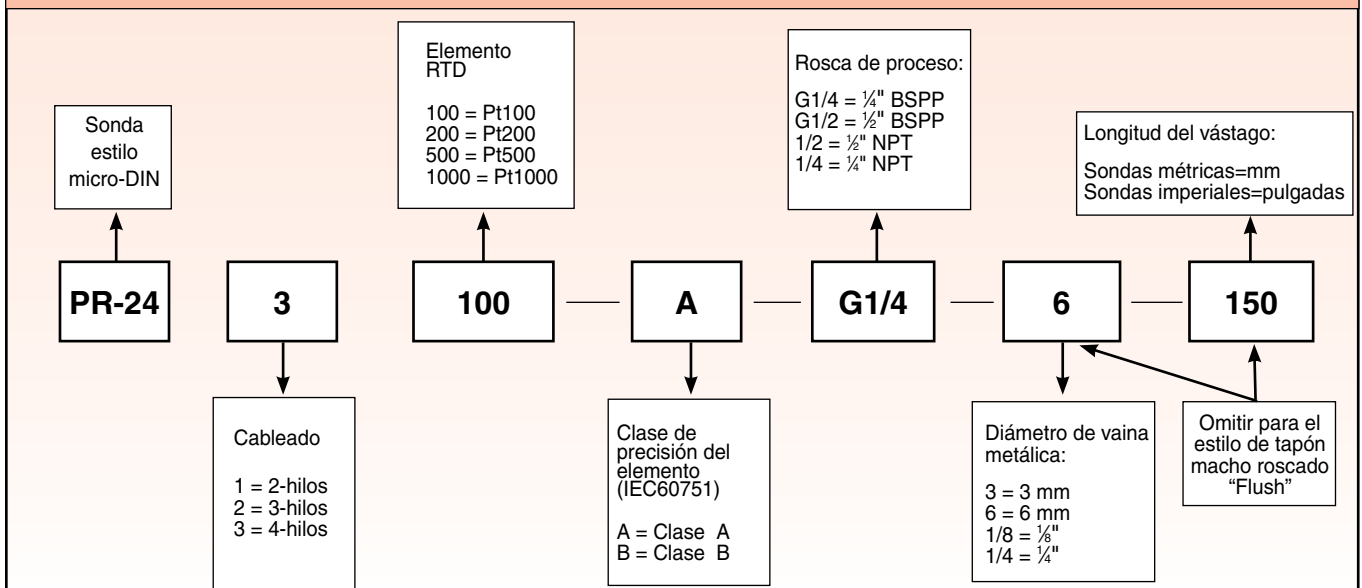 Sonda
estilo
micro-DIN
Elemento
RTD
100 = Pt100
200 = Pt200
500 = Pt500
1000 = Pt1000
Rosca de proceso:
G1/4 = ¼" BSPP
G1/2 = ½" BSPP
1/2 = ½" NPT
1/4 = ¼" NPT
Longitud del vástago:
Sondas métricas=mm
Sondas imperiales=pulgadas
PR-24 3 100 — A — G1/4 — 6 — 150
Cableado
1 = 2-hilos
2 = 3-hilos
3 = 4-hilos
Clase de
precisión del
elemento
(IEC60751)
A = Clase A
B = Clase B
Diámetro de vaina
metálica:
3 = 3 mm
6 = 6 mm
1/8 = ⅛"
1/4 = ¼"
Omitir para el
estilo de tapón
macho roscado
“Flush”